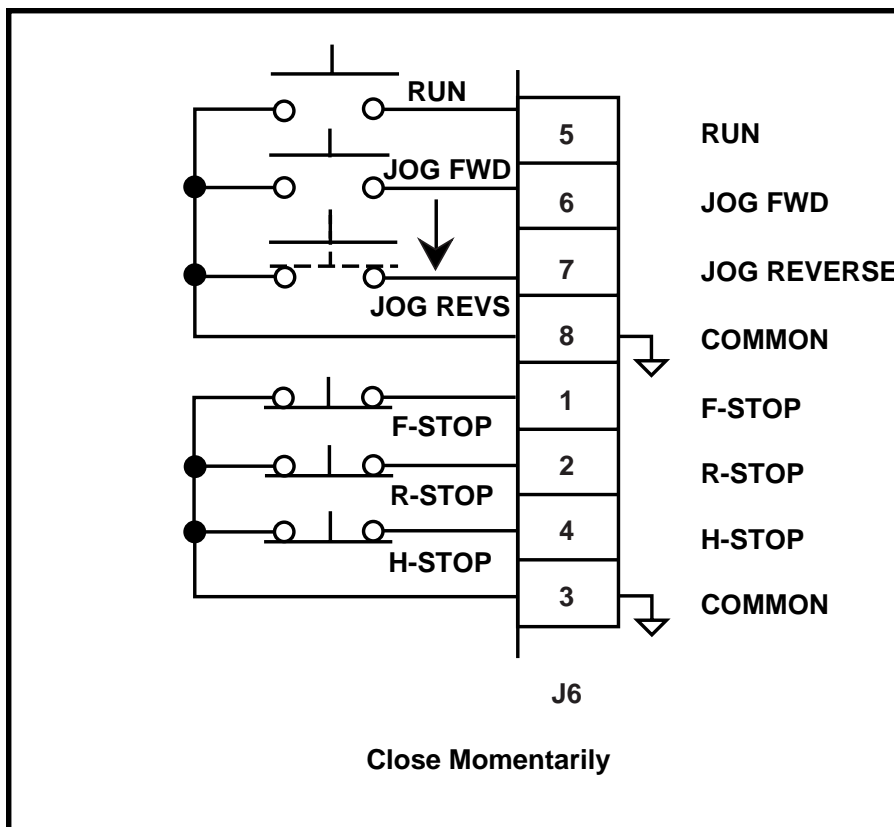 RUN
5 RUN
JOG FWD
6 JOG FWD
7 JOG REVERSE
JOG REVS
8 COMMON
1 F-STOP
F-STOP
2 R-STOP
R-STOP
4 H-STOP
H-STOP
3 COMMON
J6
Close Momentarily